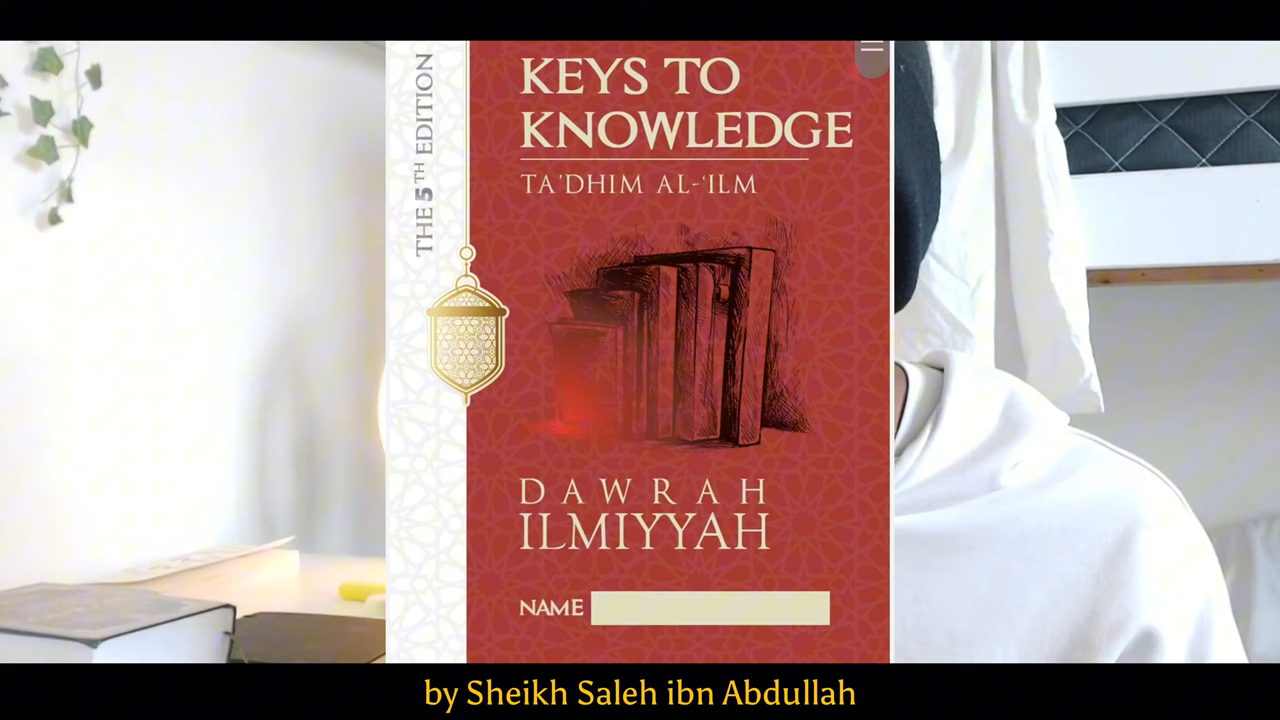 THE 5TH EDITION
KEYS TO
KNOWLEDGE
TA'DHIM AL-'ILM
DAWRAH
ILMIYYAH
NAME
by Sheikh Saleh ibn Abdullah